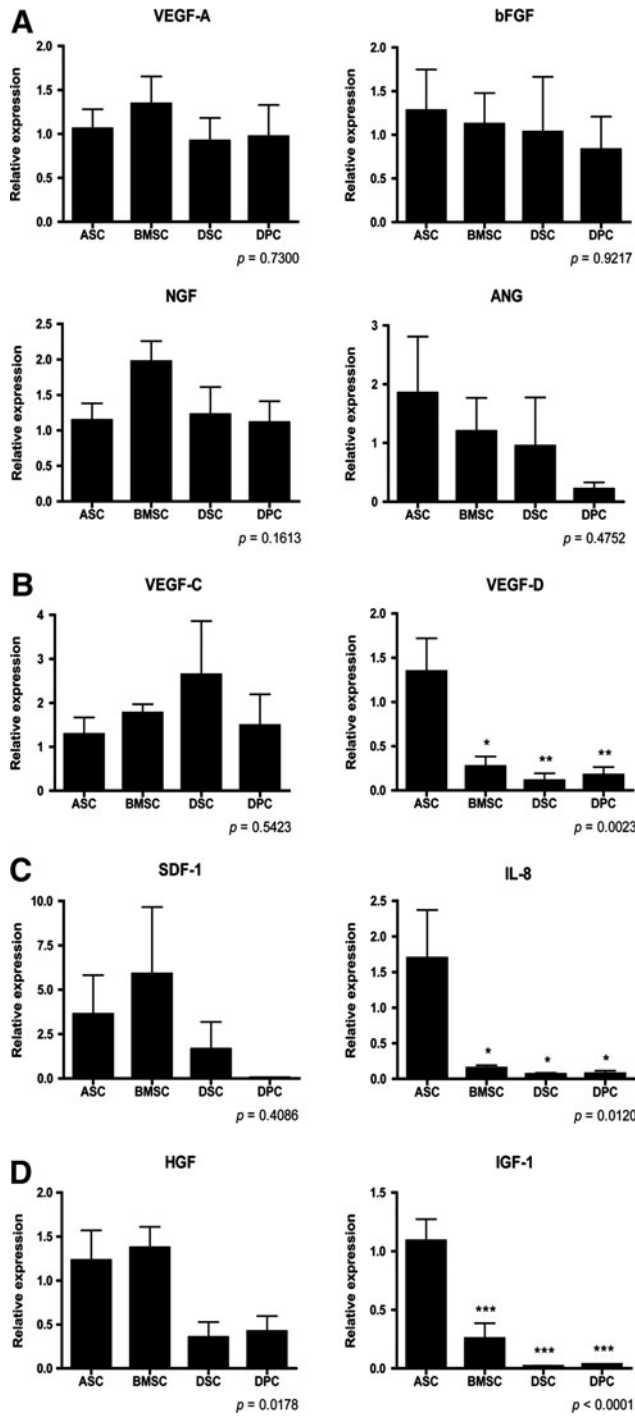 A
VEGF-A
Relative expression
2.0
1.5
1.0
0.5
0.0
ASC BMSC DSC DPC
p = 0.7300
bFGF
Relative expression
2.0
1.5
1.0
0.5
0.0
ASC BMSC DSC DPC
p = 0.9217
NGF
Relative expression
2.5
2.0
1.5
1.0
0.5
0.0
ASC BMSC DSC DPC
p = 0.1613
ANG
Relative expression
3
2
1
0
ASC BMSC DSC DPC
p = 0.4752
B
VEGF-C
Relative expression
4
3
2
1
0
ASC BMSC DSC DPC
p = 0.5423
VEGF-D
Relative expression
2.0
1.5
1.0
0.5
0.0
* ** **
ASC BMSC DSC DPC
p = 0.0023
C
SDF-1
Relative expression
10.0
7.5
5.0
2.5
0.0
ASC BMSC DSC DPC
p = 0.4086
IL-8
Relative expression
2.5
2.0
1.5
1.0
0.5
0.0
* * *
ASC BMSC DSC DPC
p = 0.0120
D
HGF
Relative expression
2.0
1.5
1.0
0.5
0.0
ASC BMSC DSC DPC
p = 0.0178
IGF-1
Relative expression
1.5
1.0
0.5
0.0
*** *** ***
ASC BMSC DSC DPC
p < 0.0001